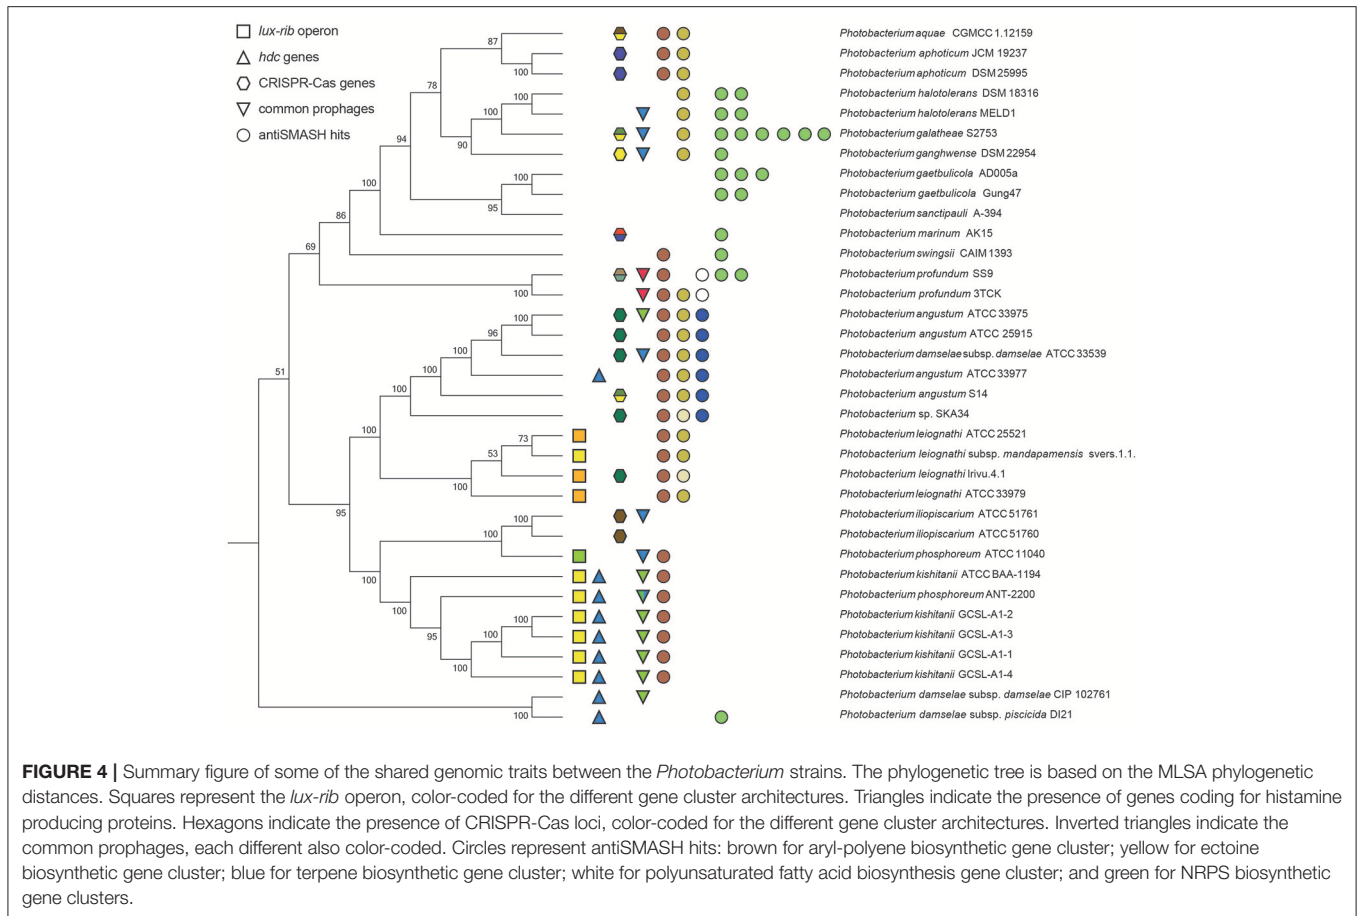 lux-rib operon
hdc genes
CRISPR-Cas genes
common prophages
antiSMASH hits
87
100
78
100
100
90
94
100
95
100
86
69
100
51
100
96
100
100
100
100
73
53
100
95
100
100
100
100
95
100
100
100
100
Photobacterium aquae CGMCC 1.12159
Photobacterium aphoticum JCM 19237
Photobacterium aphoticum DSM 25995
Photobacterium halotolerans DSM 18316
Photobacterium halotolerans MELD1
Photobacterium galatheae S2753
Photobacterium ganghwense DSM 22954
Photobacterium gaetbulicola AD005a
Photobacterium gaetbulicola Gung47
Photobacterium sanctipauli A-394
Photobacterium marinum AK15
Photobacterium swingsii CAIM 1393
Photobacterium profundum SS9
Photobacterium profundum 3TCK
Photobacterium angustum ATCC 33975
Photobacterium angustum ATCC 25915
Photobacterium damselae subsp. damselae ATCC 33539
Photobacterium angustum ATCC 33977
Photobacterium angustum S14
Photobacterium sp. SKA34
Photobacterium leiognathi ATCC 25521
Photobacterium leiognathi subsp. mandapamensis svers.1.1.
Photobacterium leiognathi lrivu.4.1
Photobacterium leiognathi ATCC 33979
Photobacterium iliopiscarium ATCC 51761
Photobacterium iliopiscarium ATCC 51760
Photobacterium phosphoreum ATCC 11040
Photobacterium kishitanii ATCC BAA-1194
Photobacterium phosphoreum ANT-2200
Photobacterium kishitanii GCSL-A1-2
Photobacterium kishitanii GCSL-A1-3
Photobacterium kishitanii GCSL-A1-1
Photobacterium kishitanii GCSL-A1-4
Photobacterium damselae subsp. damselae CIP 102761
Photobacterium damselae subsp. piscicida DI21
FIGURE 4 | Summary figure of some of the shared genomic traits between the Photobacterium strains. The phylogenetic tree is based on the MLSA phylogenetic
distances. Squares represent the lux-rib operon, color-coded for the different gene cluster architectures. Triangles indicate the presence of genes coding for histamine
producing proteins. Hexagons indicate the presence of CRISPR-Cas loci, color-coded for the different gene cluster architectures. Inverted triangles indicate the
common prophages, each different also color-coded. Circles represent antiSMASH hits: brown for aryl-polyene biosynthetic gene cluster; yellow for ectoine
biosynthetic gene cluster; blue for terpene biosynthetic gene cluster; white for polyunsaturated fatty acid biosynthesis gene cluster; and green for NRPS biosynthetic
gene clusters.